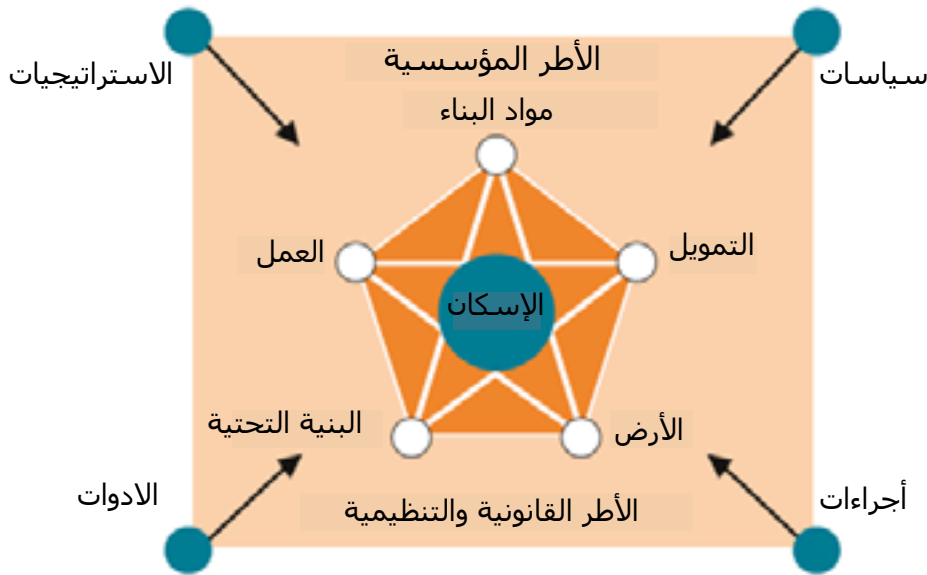 الأطر المؤسسية
سياسات
الاستراتيجيات
مواد البناء
التمويل
العمل
الإسكان
الأرض
البنية التحتية
أجراءات
الادوات
الأطر القانونية والتنظيمية